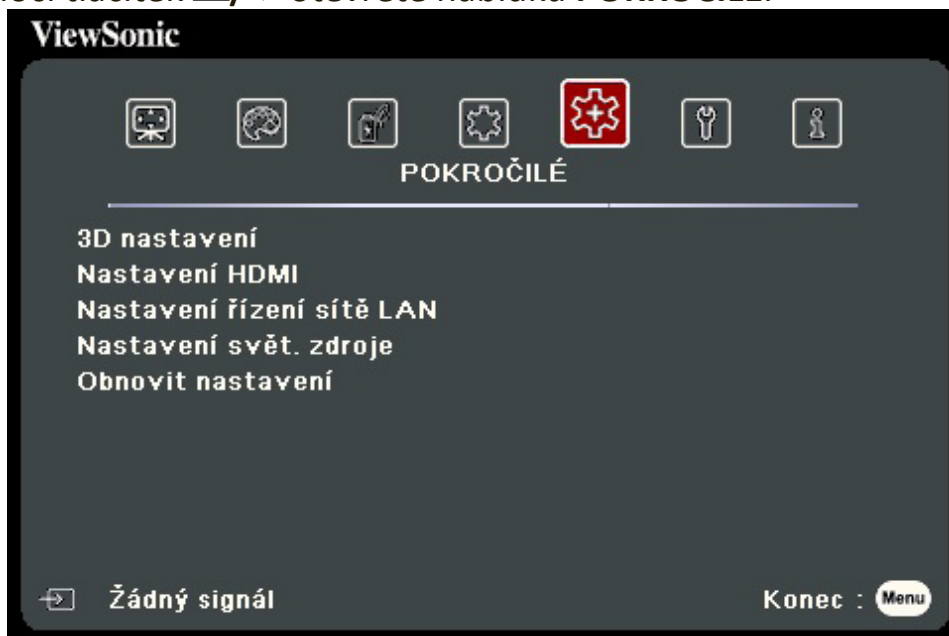 ViewSonic
POKROČILÉ
3D nastavení
Nastavení HDMI
Nastavení řízení sítě LAN
Nastavení svět. zdroje
Obnovit nastavení
Žádný signál
Konec : Menu